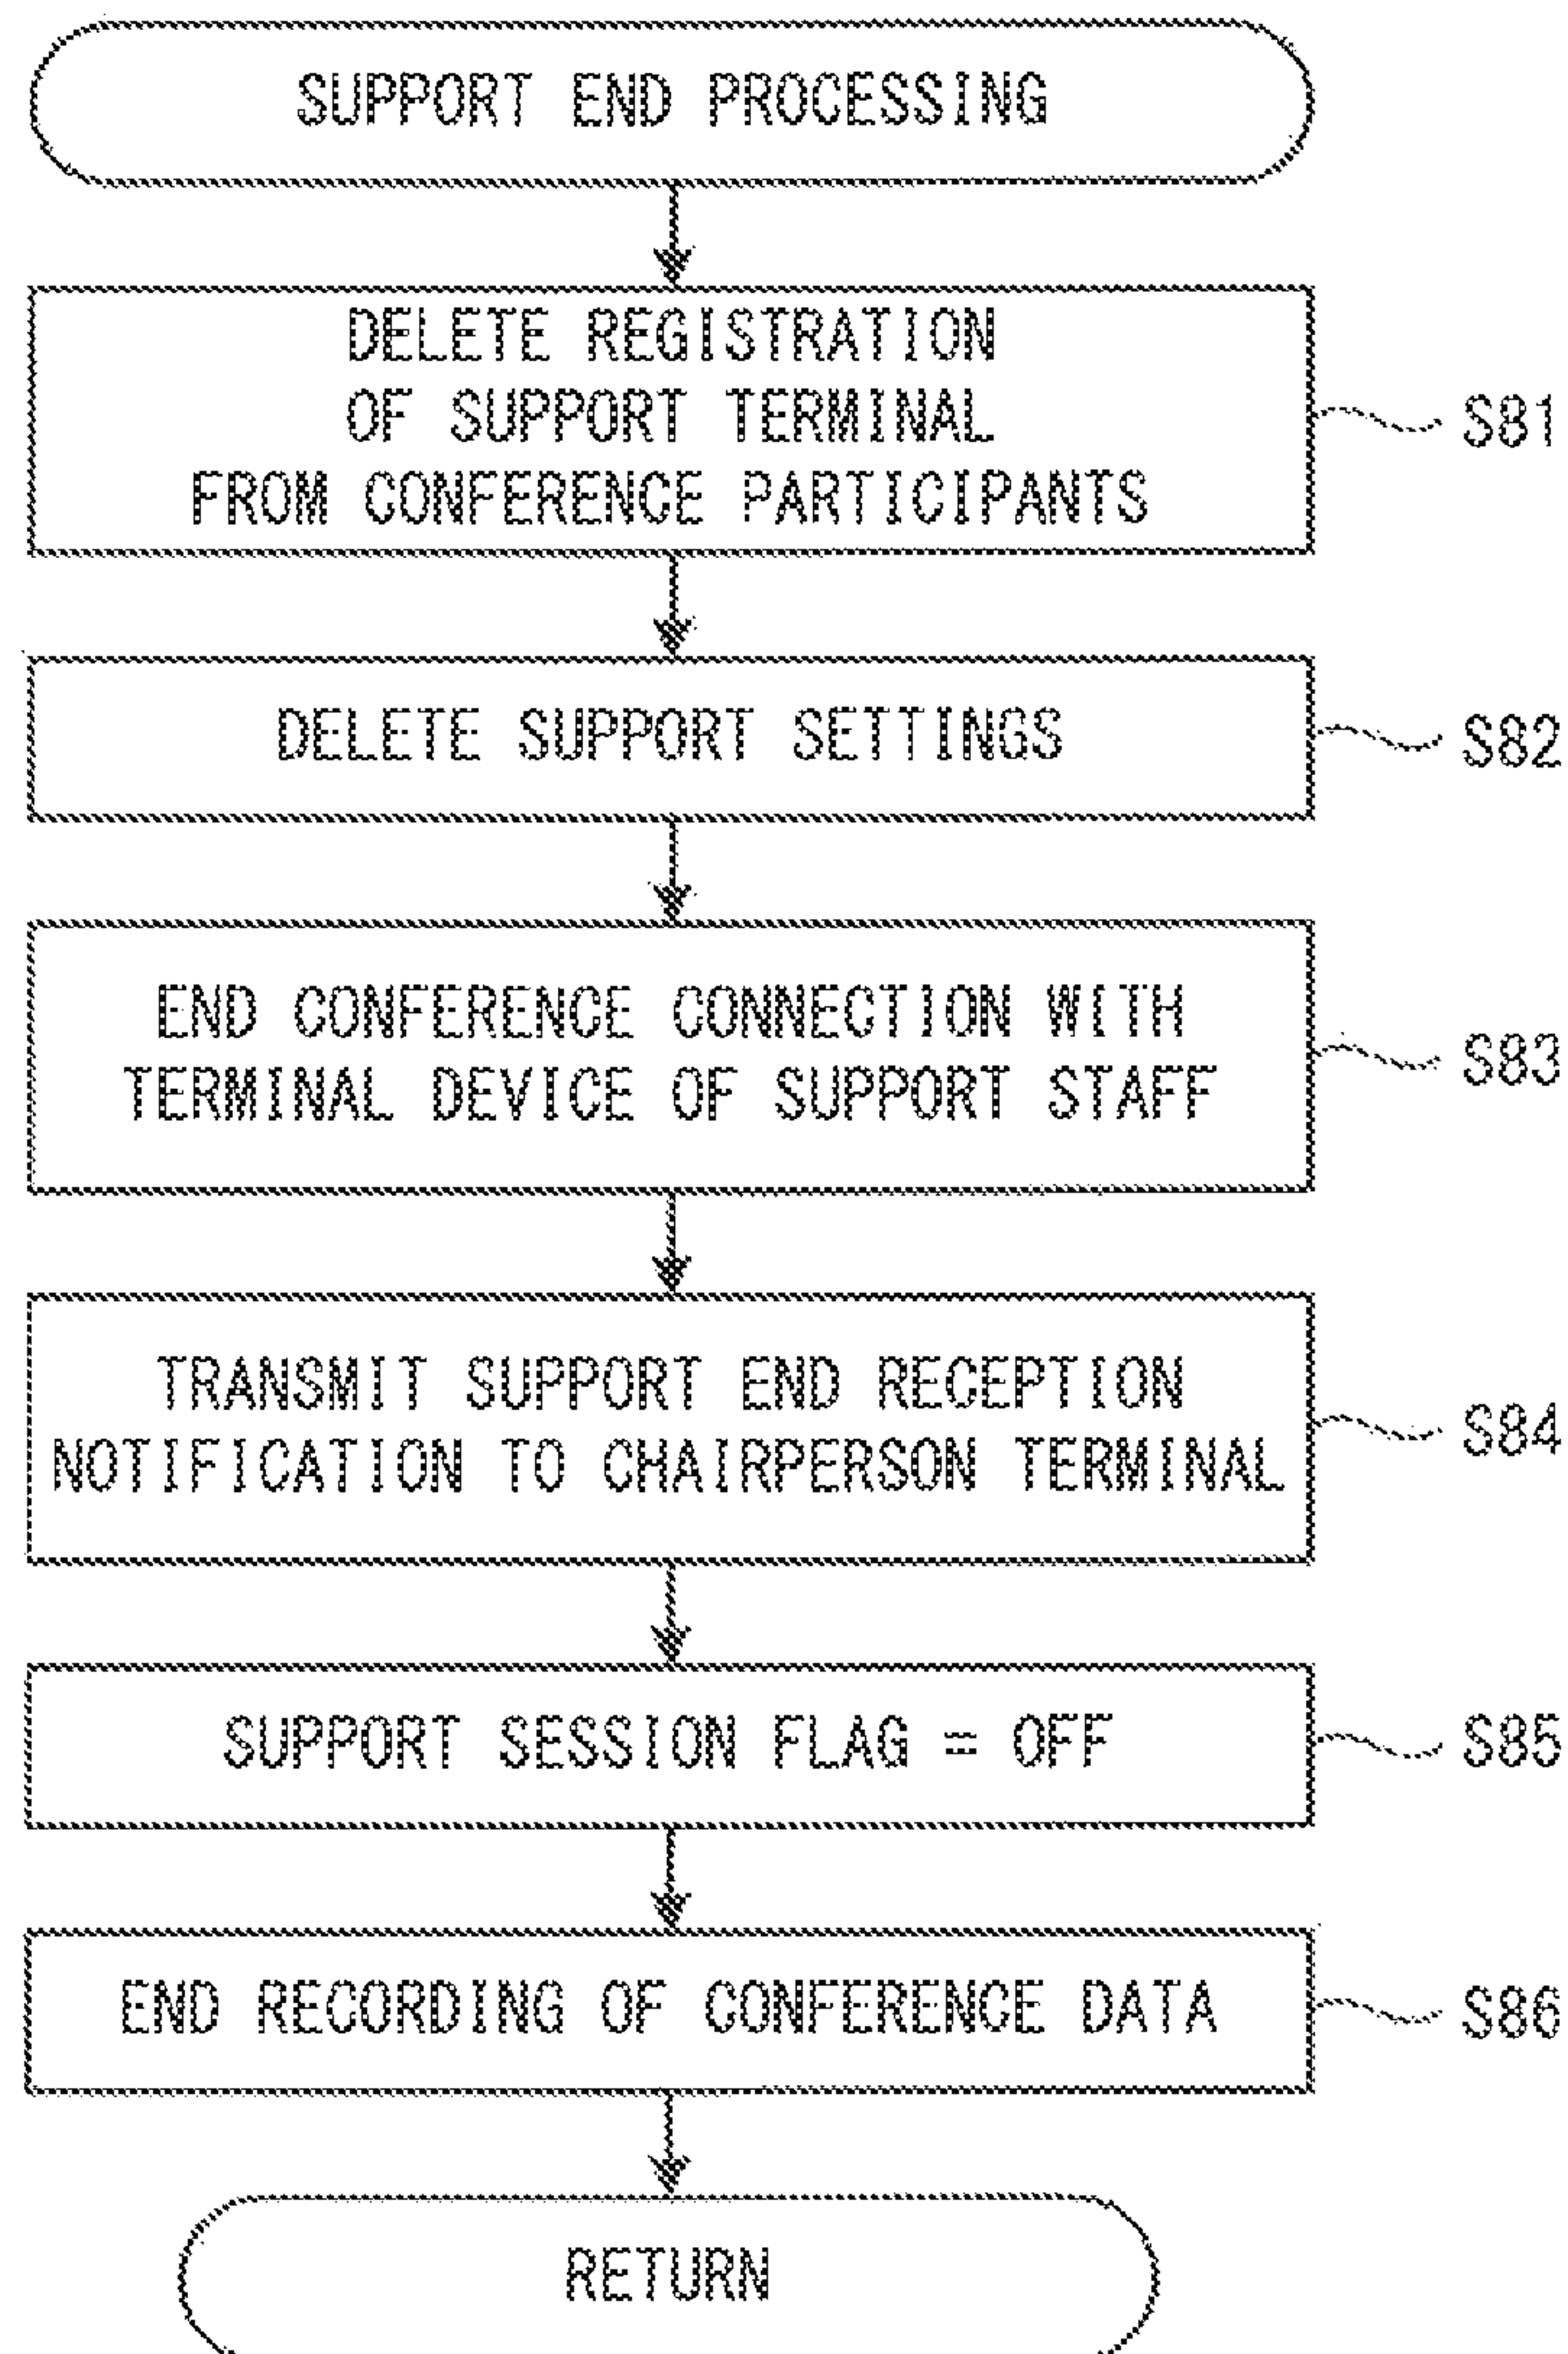 SUPPORT END PROCESSING
DELETE REGISTRATION
OF SUPPORT TERMINAL
FROM CONFERENCE PARTICIPANTS
S81
DELETE SUPPORT SETTINGS
S82
END CONFERENCE CONNECTION WITH
TERMINAL DEVICE OF SUPPORT STAFF
S83
TRANSMIT SUPPORT END RECEPTION
NOTIFICATION TO CHAIRPERSON TERMINAL
S84
SUPPORT SESSION FLAG = OFF
S85
END RECORDING OF CONFERENCE DATA
S86
RETURN